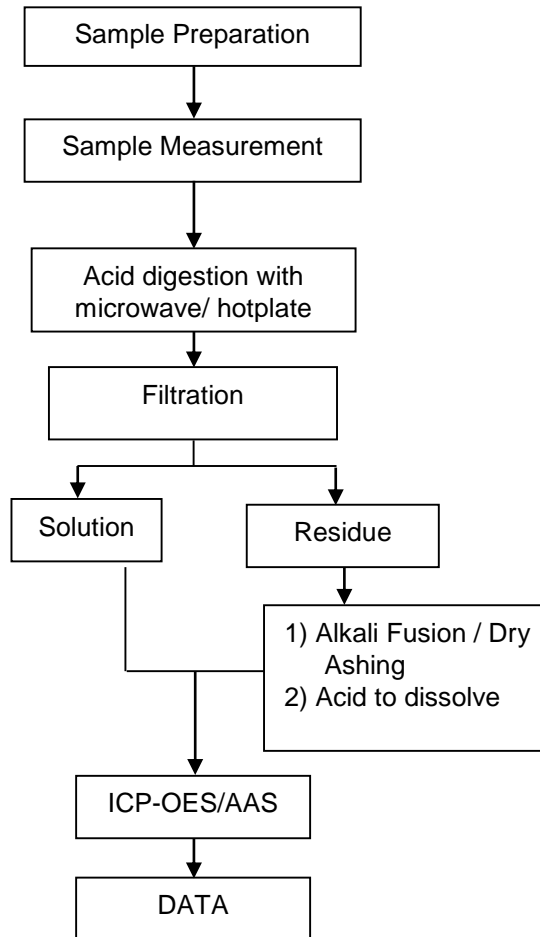 Sample Preparation
Sample Measurement
Acid digestion with
microwave/ hotplate
Filtration
Solution
Residue
1) Alkali Fusion / Dry
Ashing
2) Acid to dissolve
ICP-OES/AAS
DATA